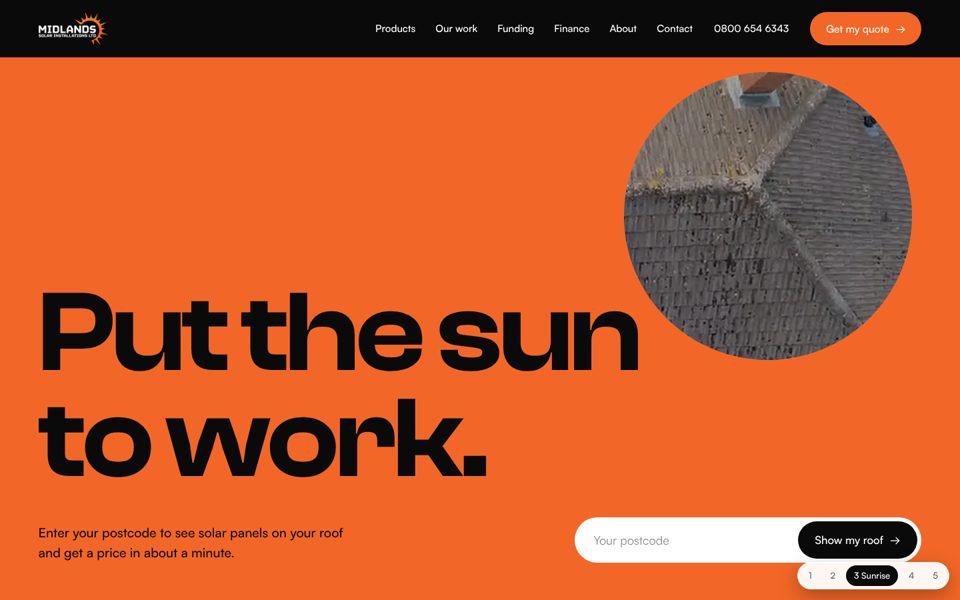 MIDLANDS
SOLAR INSTALLATIONS LTD
Products
Our work
Funding
Finance
About
Contact
0800 654 6343
Get my quote →
Put the sun
to work.
Enter your postcode to see solar panels on your roof
and get a price in about a minute.
Your postcode
Show my roof →
1
2
3 Sunrise
4
5